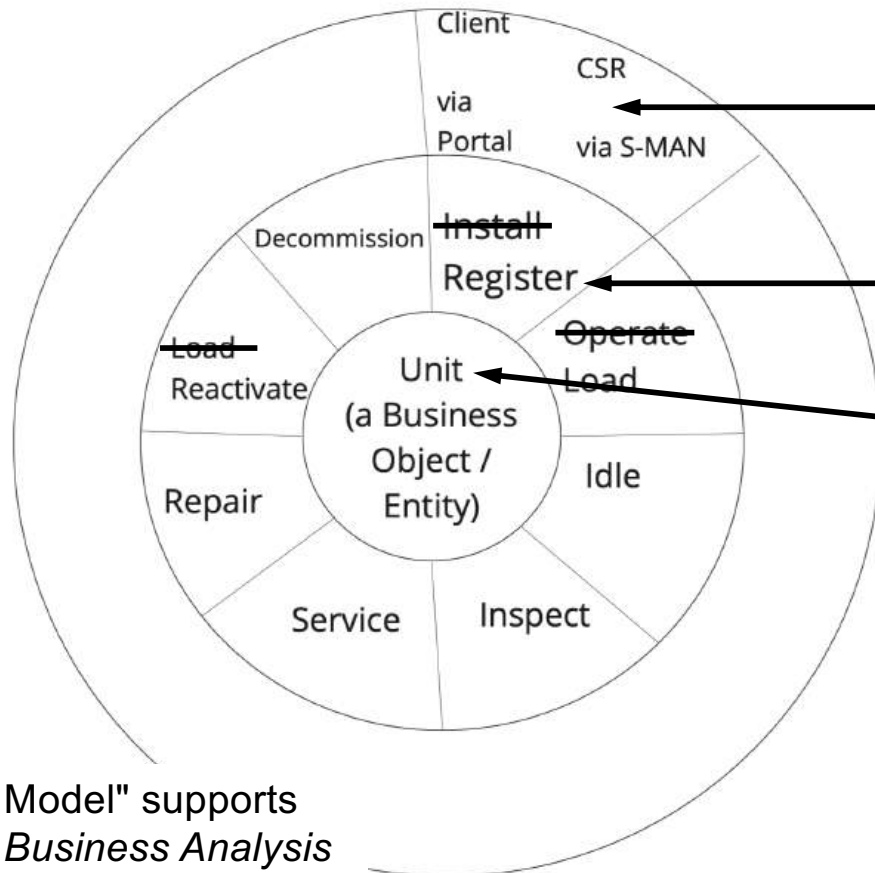 Client
CSR
via
Portal
via S-MAN
Decommission
Install
Register
Operate
Load
Load
Reactivate
Unit
(a Business
Object /
Entity)
Idle
Repair
Service
Inspect
Model" supports
Business Analysis